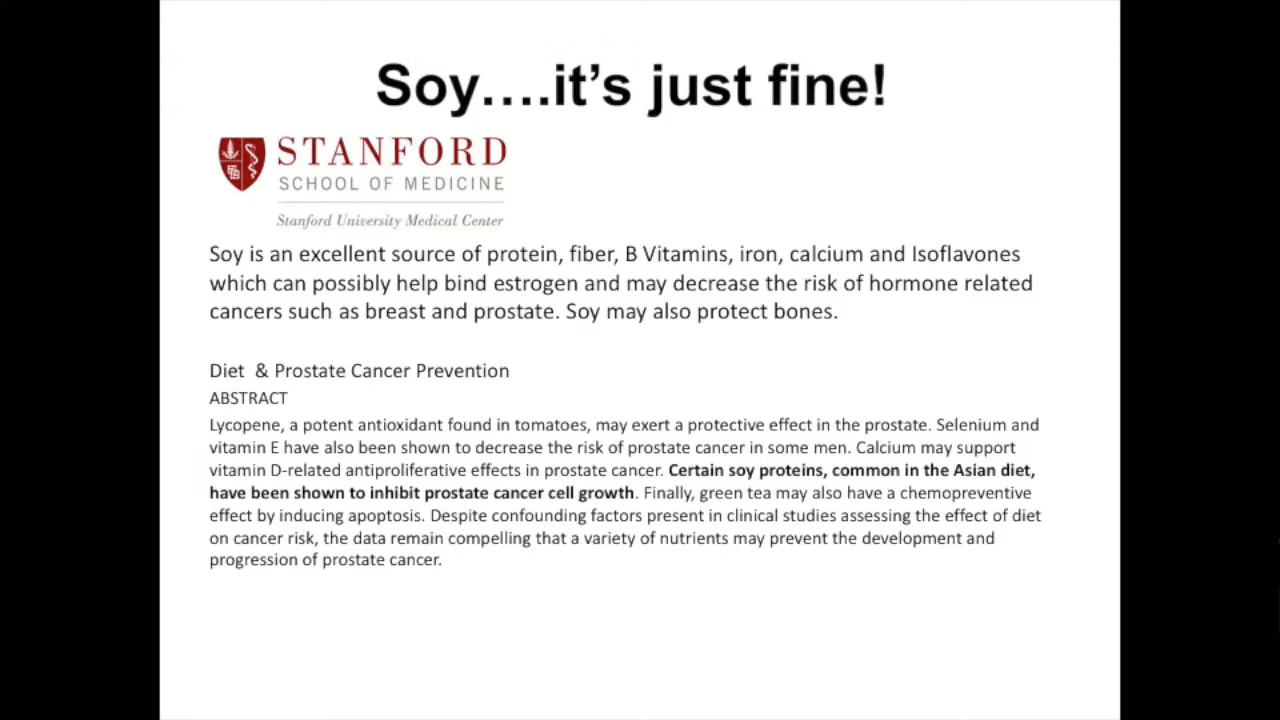 Soy....it’s just fine!
STANFORD
SCHOOL OF MEDICINE
Stanford University Medical Center
Soy is an excellent source of protein, fiber, B Vitamins, iron, calcium and Isoflavones
which can possibly help bind estrogen and may decrease the risk of hormone related
cancers such as breast and prostate. Soy may also protect bones.
Diet & Prostate Cancer Prevention
ABSTRACT
Lycopene, a potent antioxidant found in tomatoes, may exert a protective effect in the prostate. Selenium and
vitamin E have also been shown to decrease the risk of prostate cancer in some men. Calcium may support
vitamin D-related antiproliferative effects in prostate cancer. Certain soy proteins, common in the Asian diet,
have been shown to inhibit prostate cancer cell growth. Finally, green tea may also have a chemopreventive
effect by inducing apoptosis. Despite confounding factors present in clinical studies assessing the effect of diet
on cancer risk, the data remain compelling that a variety of nutrients may prevent the development and
progression of prostate cancer.